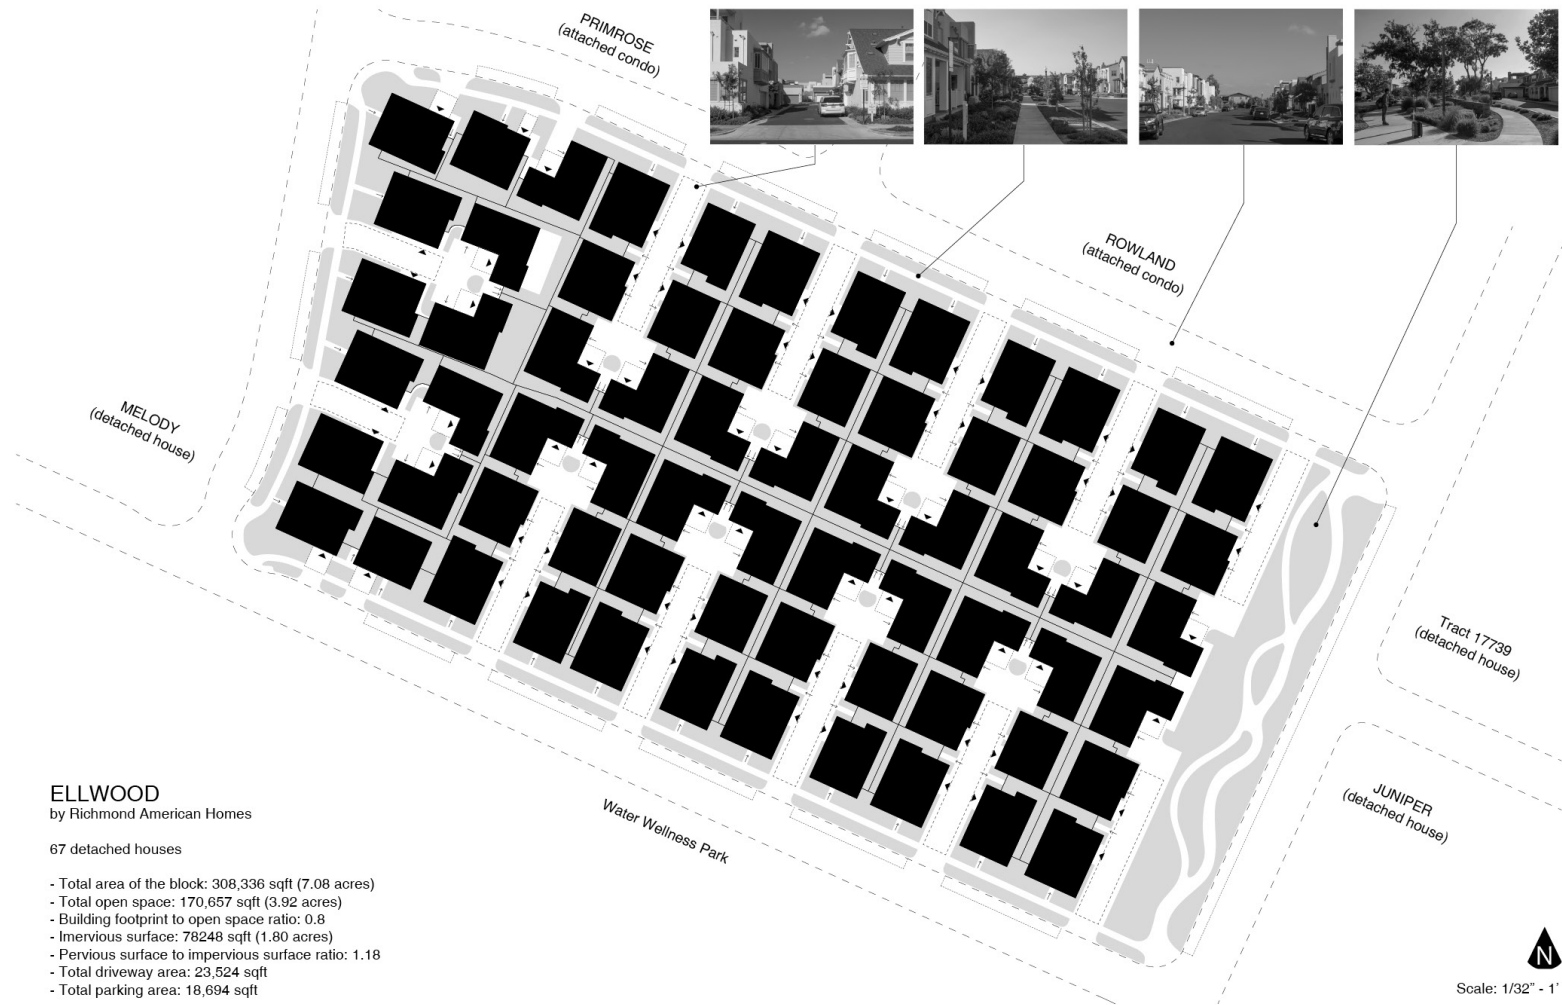 PRIMROSE
(attached condo)
ROWLAND
(attached condo)
MELODY
(detached house)
Tract 17739
(detached house)
JUNIPER
(detached house)
Water Wellness Park
ELLWOOD
by Richmond American Homes
67 detached houses
- Total area of the block: 308,336 sqft (7.08 acres)
- Total open space: 170,657 sqft (3.92 acres)
- Building footprint to open space ratio: 0.8
- Imervious surface: 78248 sqft (1.80 acres)
- Pervious surface to impervious surface ratio: 1.18
- Total driveway area: 23,524 sqft
- Total parking area: 18,694 sqft
N
Scale: 1/32" - 1'